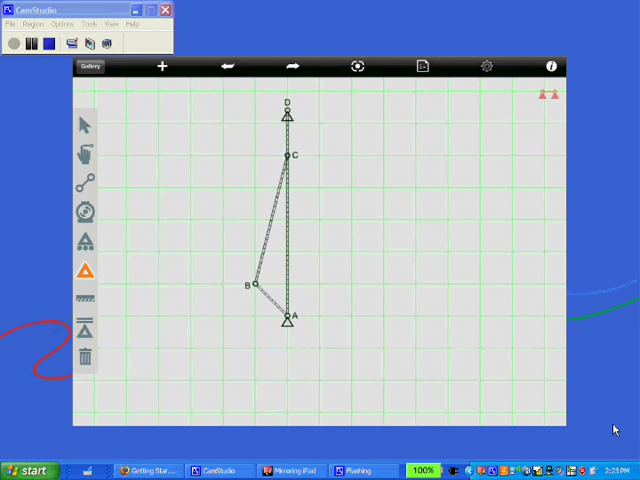 CamStudio
File Region Options Tools View Help
Gallery
D
C
B
A
start
Getting Star...
CamStudio
Mirroring iPad
Flashing
100%
2:23 PM